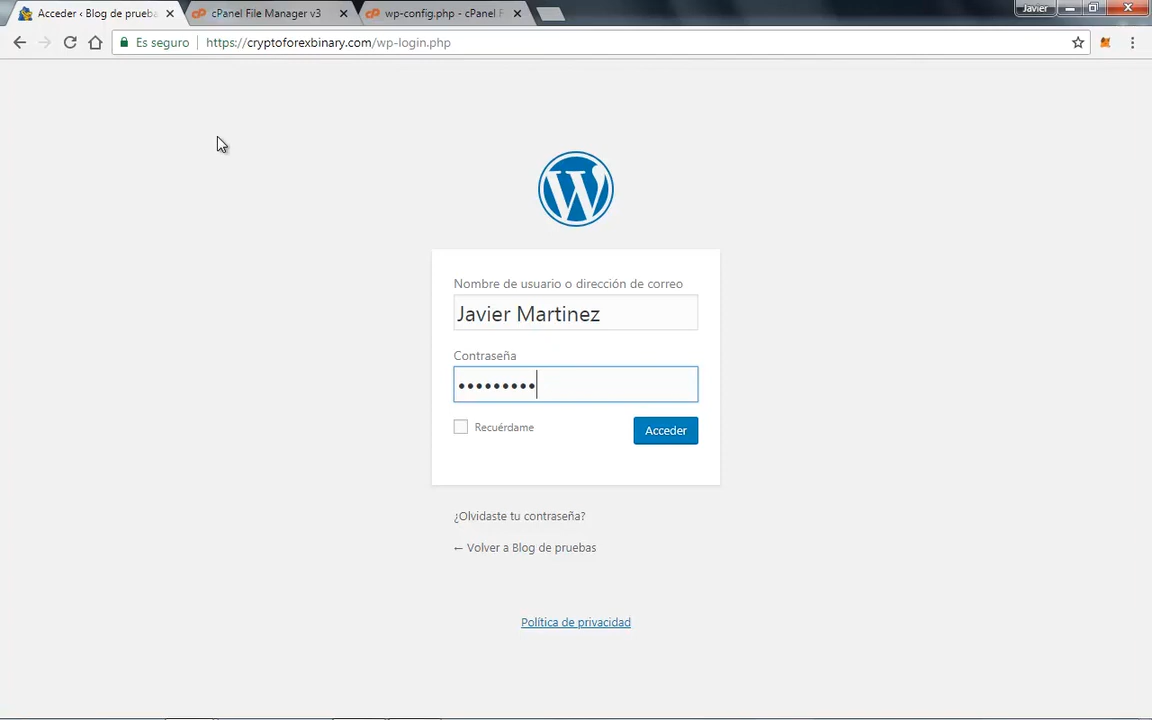 Acceder ‹ Blog de prueba
cPanel File Manager v3
wp-config.php - cPanel F
Javier
Es seguro
https://cryptoforexbinary.com/wp-login.php
Nombre de usuario o dirección de correo
Javier Martinez
Contraseña
•••••••••
Recuérdame
Acceder
¿Olvidaste tu contraseña?
← Volver a Blog de pruebas
Política de privacidad